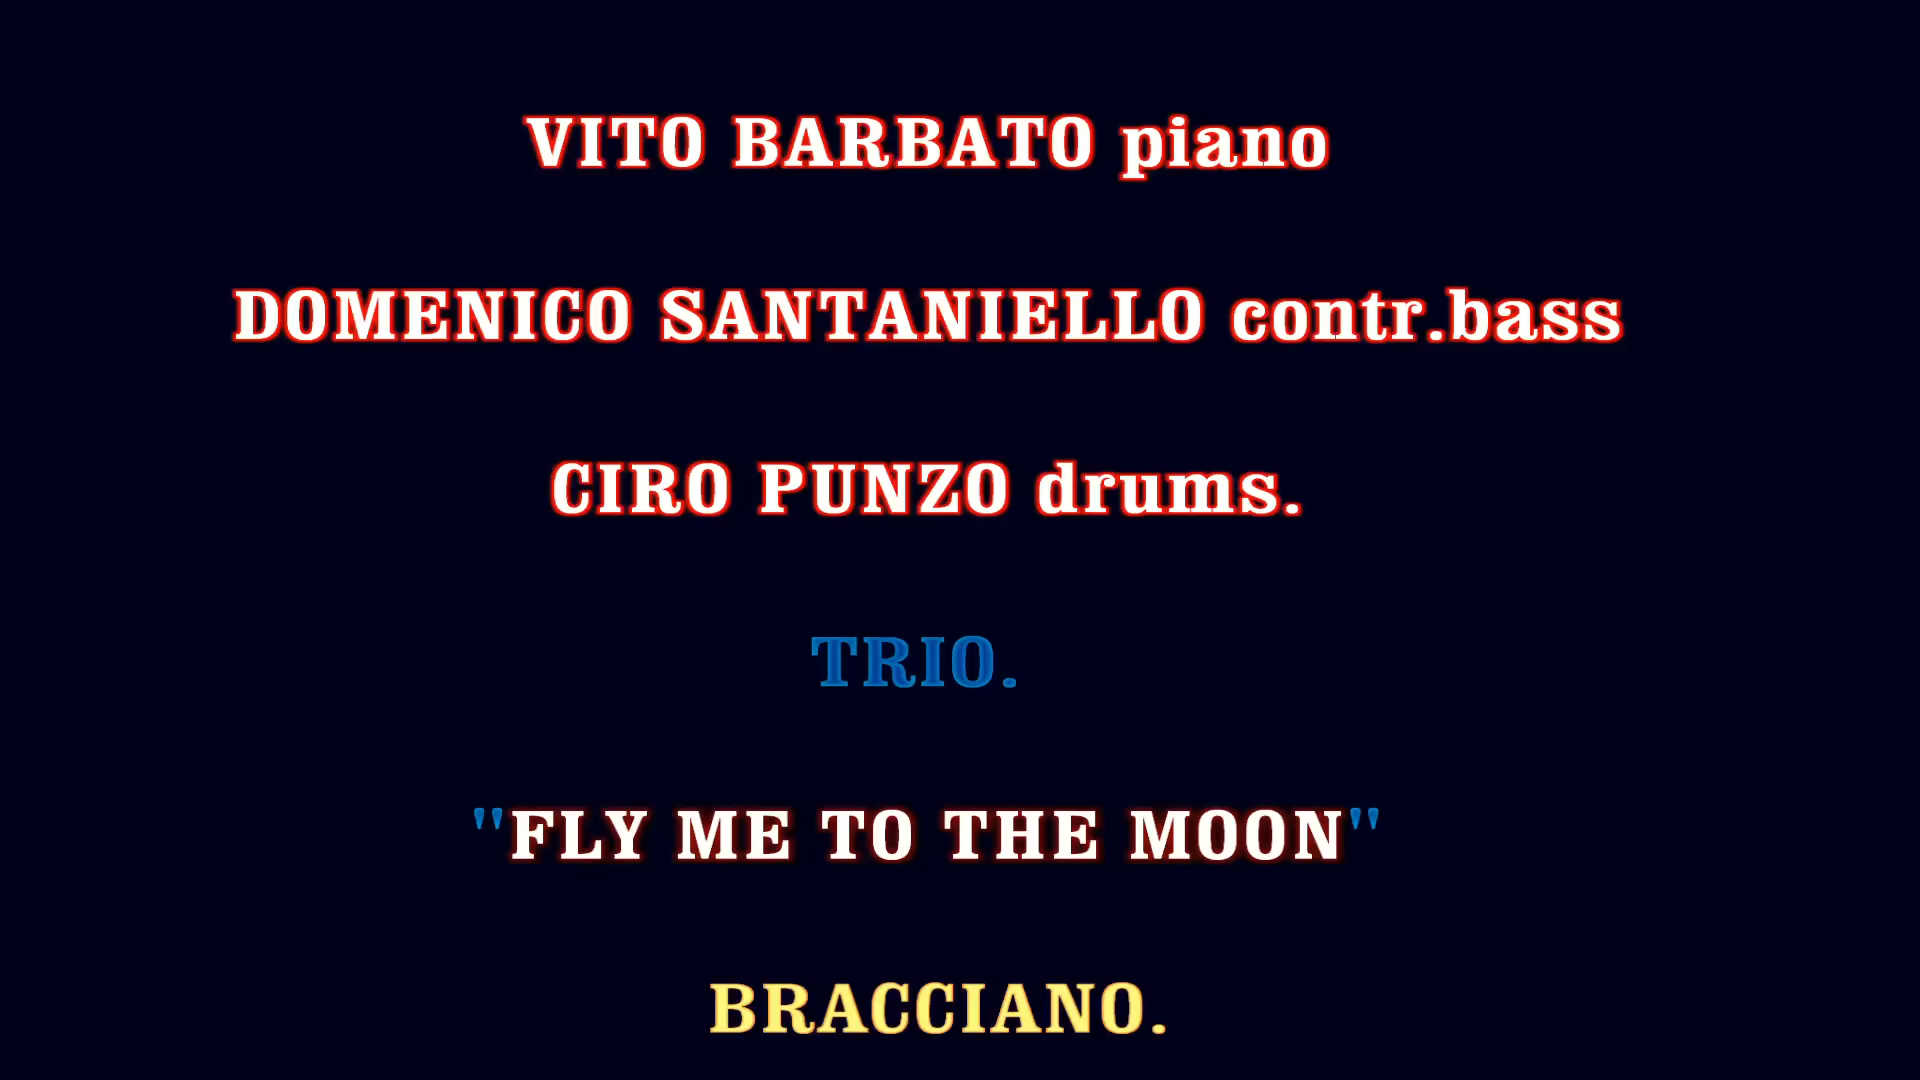 VITO BARBATO piano
DOMENICO SANTANIELLO contr.bass
CIRO PUNZO drums.
TRIO.
"FLY ME TO THE MOON"
BRACCIANO.